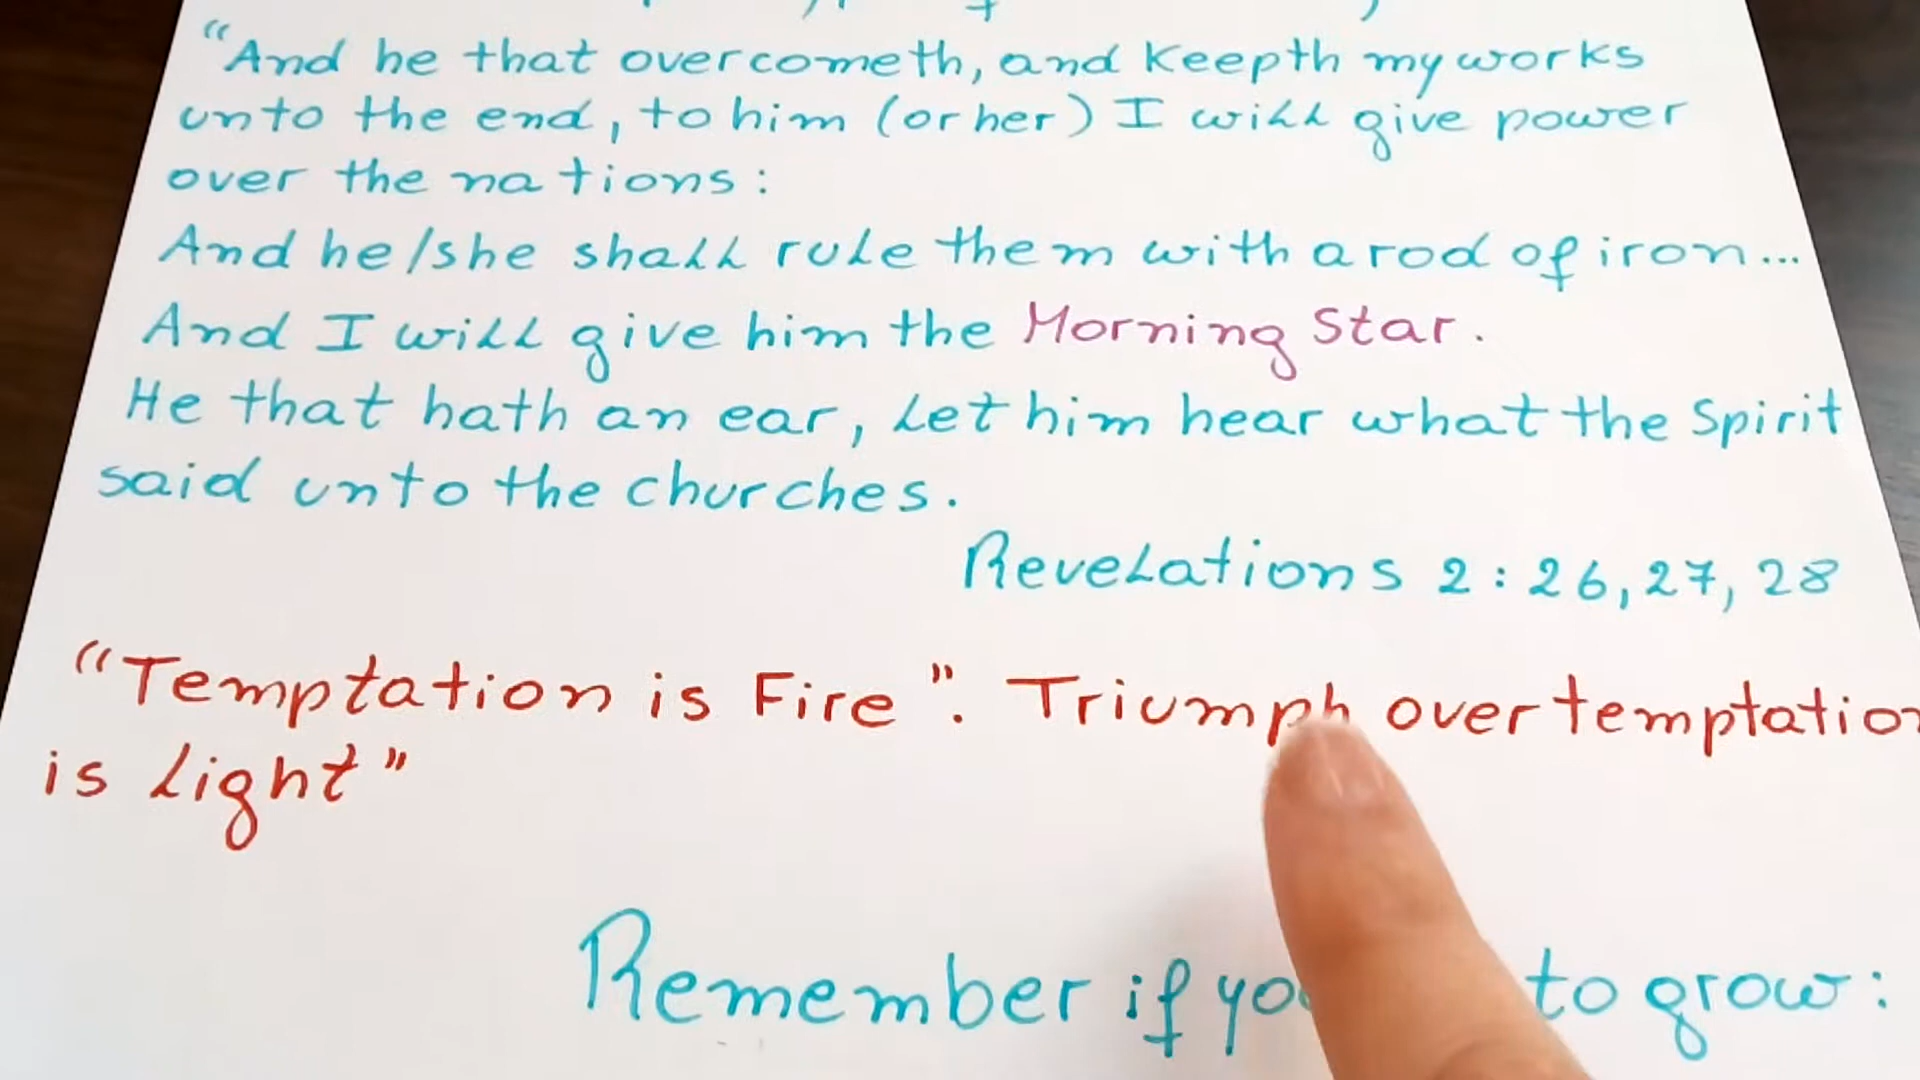 “And he that overcometh, and Keepth my works
unto the end, to him (or her) I will give power
over the nations:
And he/she shall rule them with a rod of iron...
And I will give him the Morning Star.
He that hath an ear, Let him hear what the Spirit
said unto the churches.
Revelations 2:26,27,28
“Temptation is Fire”. Triumph over temptation
is Light”
Remember if to grow: